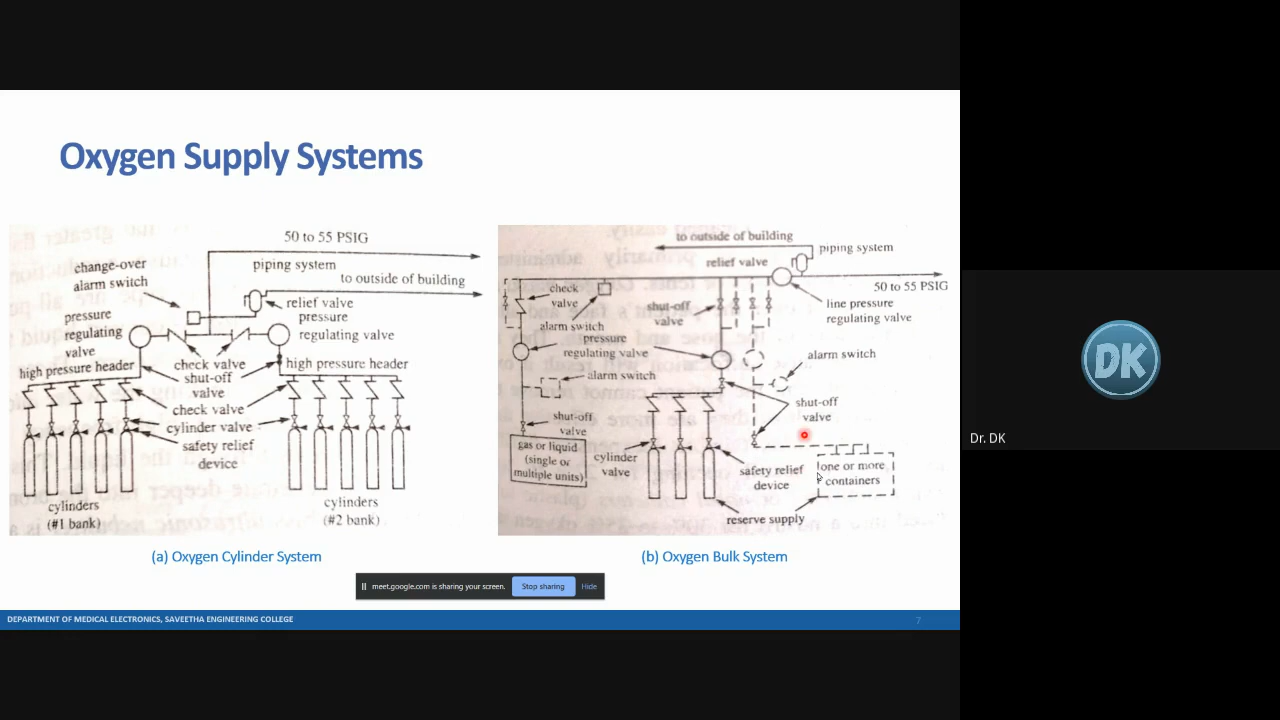 Oxygen Supply Systems
50 to 55 PSIG
change-over
alarm switch
piping system
to outside of building
relief valve
pressure
regulating
valve
pressure
regulating valve
high pressure header
check valve
high pressure header
shut-off
valve
check valve
cylinder valve
safety relief
device
cylinders
(#1 bank)
cylinders
(#2 bank)
(a) Oxygen Cylinder System
to outside of building
piping system
relief valve
50 to 55 PSIG
check
valve
shut-off
valve
line pressure
regulating valve
alarm switch
pressure
regulating valve
alarm switch
alarm switch
shut-off
valve
shut-off
valve
gas or liquid
(single or
multiple units)
cylinder
valve
safety relief
device
one or more
containers
reserve supply
(b) Oxygen Bulk System
meet.google.com is sharing your screen.
Stop sharing
Hide
DEPARTMENT OF MEDICAL ELECTRONICS, SAVEETHA ENGINEERING COLLEGE
7
DK
Dr. DK